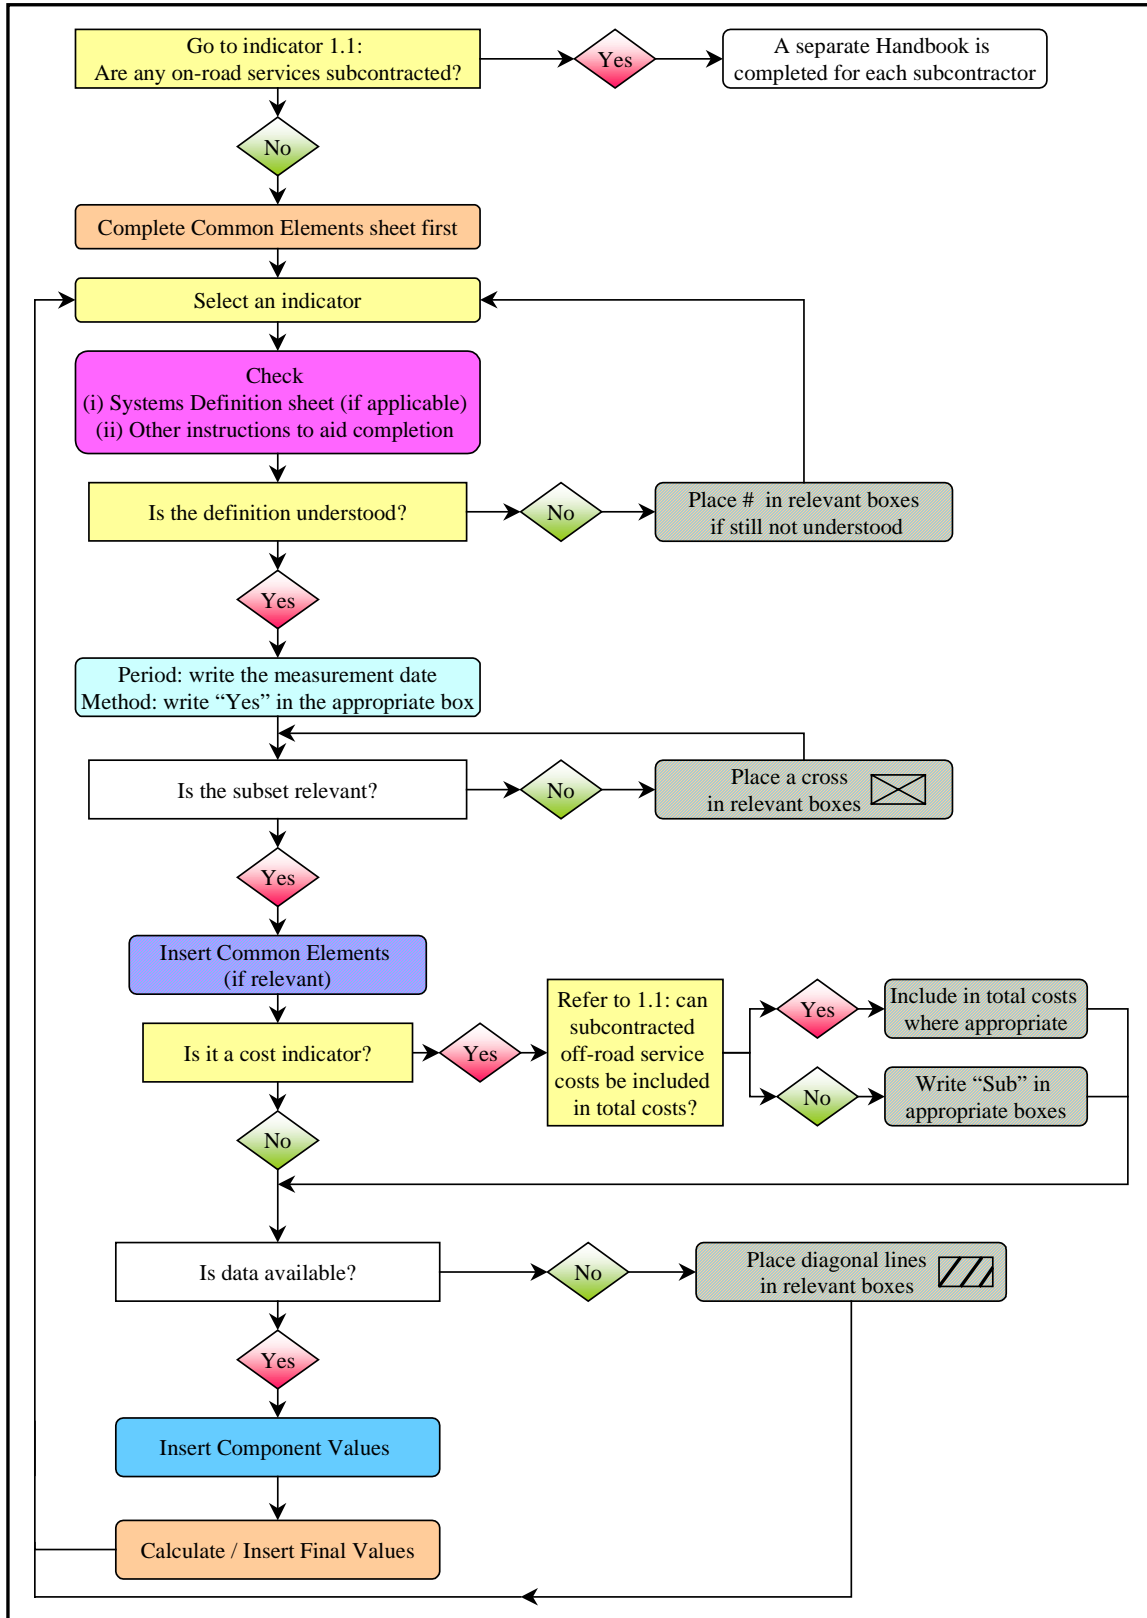 Go to indicator 1.1:
Are any on-road services subcontracted?
Yes
A separate Handbook is
completed for each subcontractor
No
Complete Common Elements sheet first
Select an indicator
Check
(i) Systems Definition sheet (if applicable)
(ii) Other instructions to aid completion
Is the definition understood?
No
Place # in relevant boxes
if still not understood
Yes
Period: write the measurement date
Method: write “Yes” in the appropriate box
Is the subset relevant?
No
Place a cross
in relevant boxes
Yes
Insert Common Elements
(if relevant)
Is it a cost indicator?
Yes
Refer to 1.1: can
subcontracted
off-road service
costs be included
in total costs?
Yes
Include in total costs
where appropriate
No
Write “Sub” in
appropriate boxes
No
Is data available?
No
Place diagonal lines
in relevant boxes
Yes
Insert Component Values
Calculate / Insert Final Values